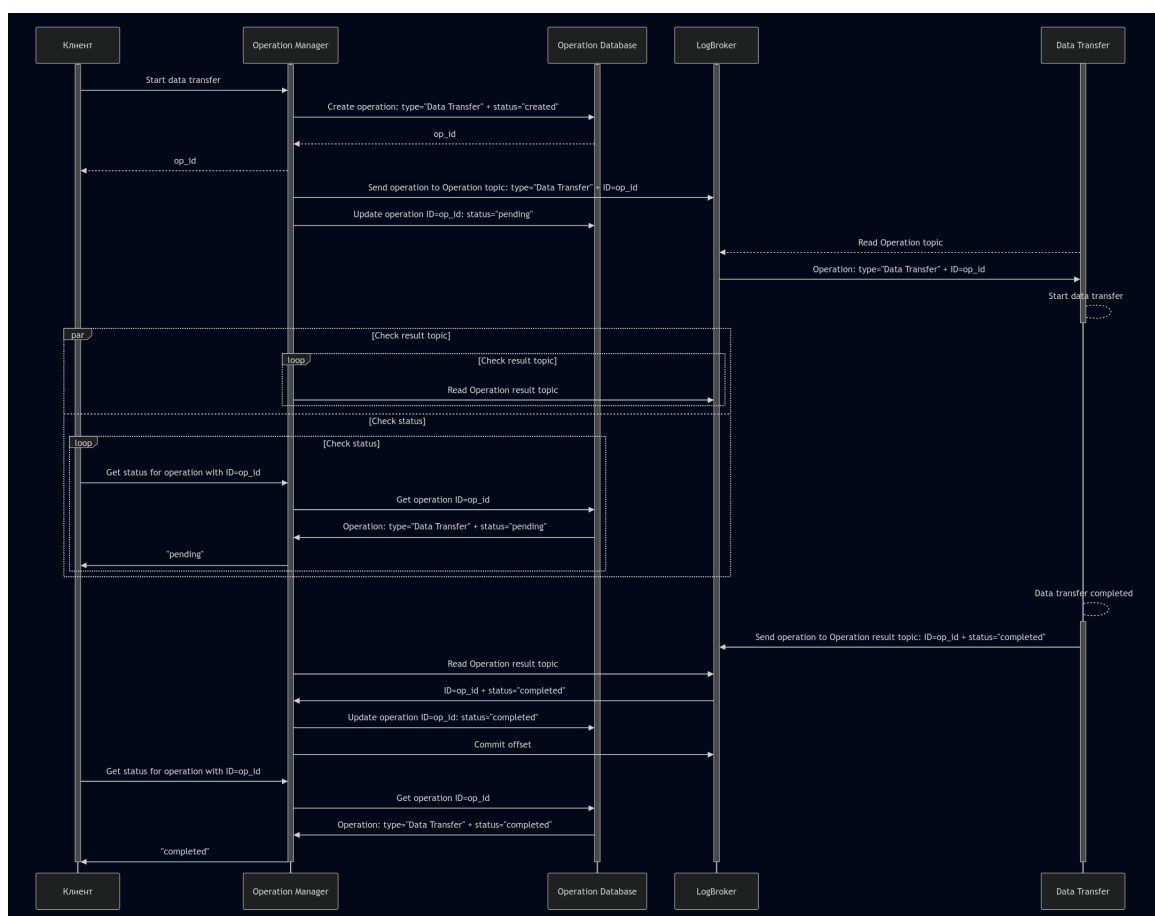 Клиент
Operation Manager
Operation Database
LogBroker
Data Transfer
Start data transfer
Create operation: type="Data Transfer" + status="created"
op_id
op_id
Send operation to Operation topic: type="Data Transfer" + ID=op_id
Update operation ID=op_id: status="pending"
Read Operation topic
Operation: type="Data Transfer" + ID=op_id
Start data transfer
par
[Check result topic]
loop
[Check result topic]
Read Operation result topic
[Check status]
loop
[Check status]
Get status for operation with ID=op_id
Get operation ID=op_id
Operation: type="Data Transfer" + status="pending"
"pending"
Data transfer completed
Send operation to Operation result topic: ID=op_id + status="completed"
Read Operation result topic
ID=op_id + status="completed"
Update operation ID=op_id: status="completed"
Commit offset
Get status for operation with ID=op_id
Get operation ID=op_id
Operation: type="Data Transfer" + status="completed"
"completed"
Клиент
Operation Manager
Operation Database
LogBroker
Data Transfer